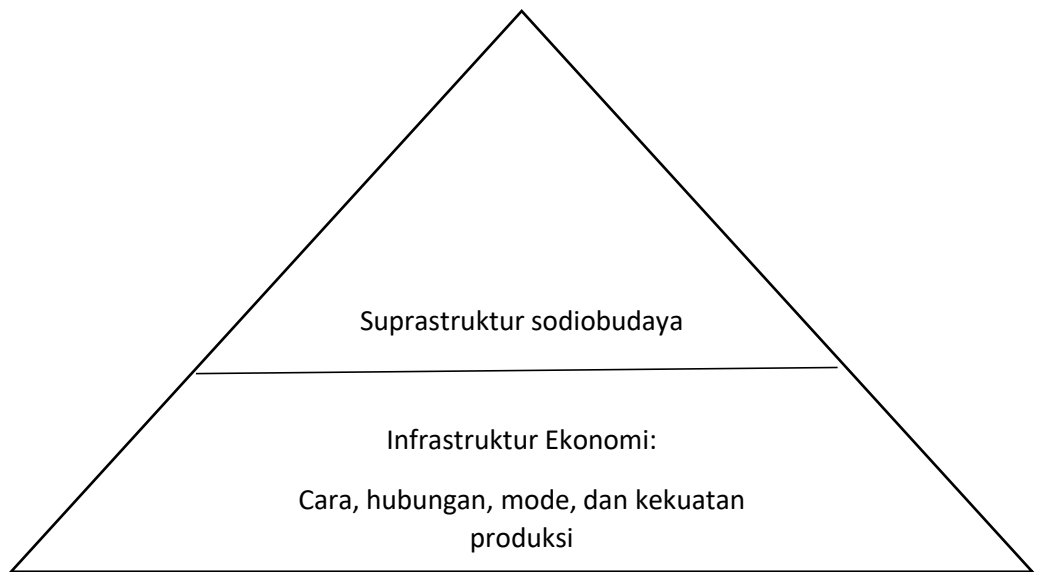 Suprastruktur sodiobudaya
Infrastruktur Ekonomi:
Cara, hubungan, mode, dan kekuatan
produksi